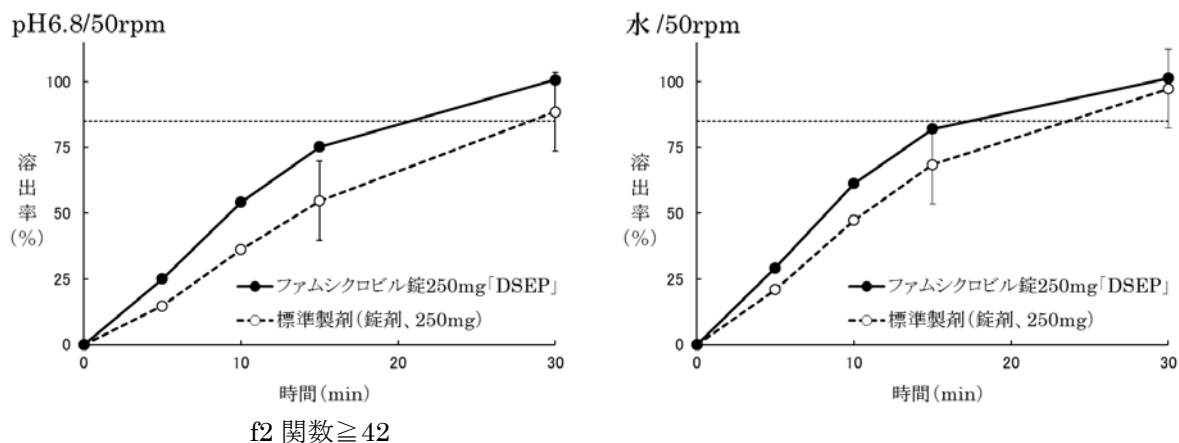 pH6.8/50rpm
100
75
50
25
0
溶出率
(%)
ファムシクロビル錠250mg「DSEP」
標準製剤(錠剤、250mg)
0 10 20 30
時間(min)
f2 関数≧42
水/50rpm
100
75
50
25
0
溶出率
(%)
ファムシクロビル錠250mg「DSEP」
標準製剤(錠剤、250mg)
0 10 20 30
時間(min)